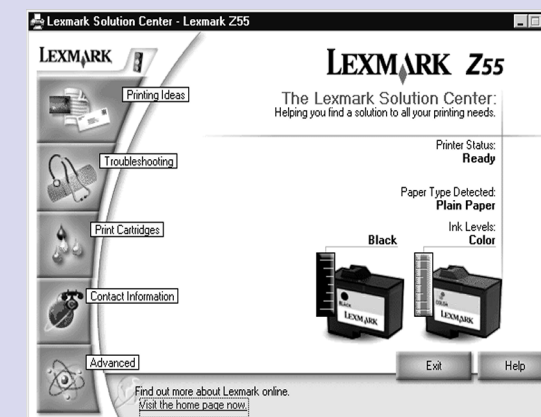 Lexmark Solution Center - Lexmark Z55
LEXMARK
Printing Ideas
Troubleshooting
Print Cartridges
Contact Information
Advanced
LEXMARK Z55
The Lexmark Solution Center:
Helping you find a solution to all your printing needs.
Printer Status:
Ready
Paper Type Detected:
Plain Paper
Ink Levels:
Black
Color
BLACK
LEXMARK
COLOR
LEXMARK
Exit
Help
Find out more about Lexmark online.
Visit the home page now.